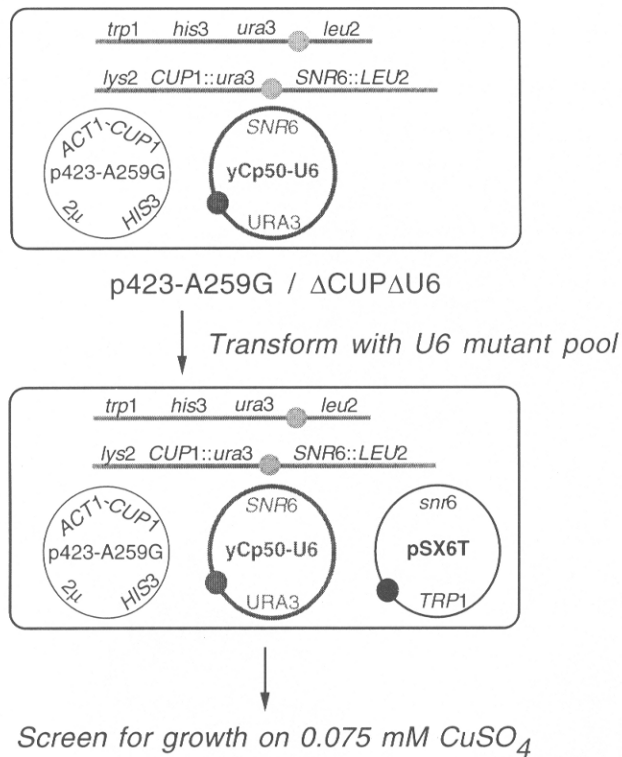 trp1 his3 ura3 leu2
lys2 CUP1::ura3 SNR6::LEU2
ACT1-CUP1
p423-A259G
2μ HIS3
SNR6
yCp50-U6
URA3
p423-A259G / ΔCUPΔU6
Transform with U6 mutant pool
trp1 his3 ura3 leu2
lys2 CUP1::ura3 SNR6::LEU2
ACT1-CUP1
p423-A259G
2μ HIS3
SNR6
yCp50-U6
URA3
snr6
pSX6T
TRP1
Screen for growth on 0.075 mM CuSO4